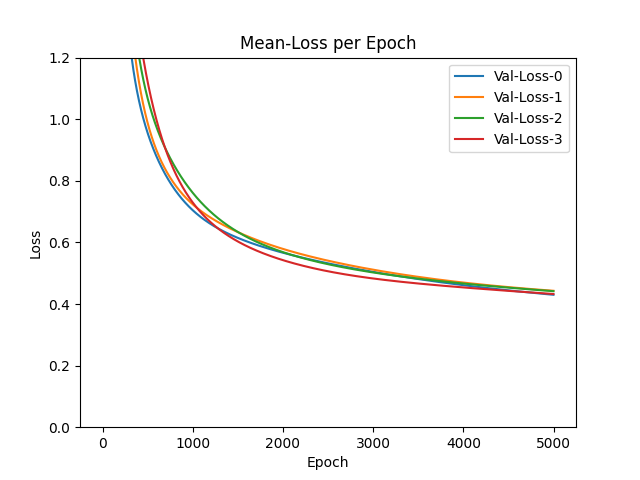 Mean-Loss per Epoch
1.2
1.0
0.8
0.6
0.4
0.2
0.0
Loss
Val-Loss-0
Val-Loss-1
Val-Loss-2
Val-Loss-3
0 1000 2000 3000 4000 5000
Epoch